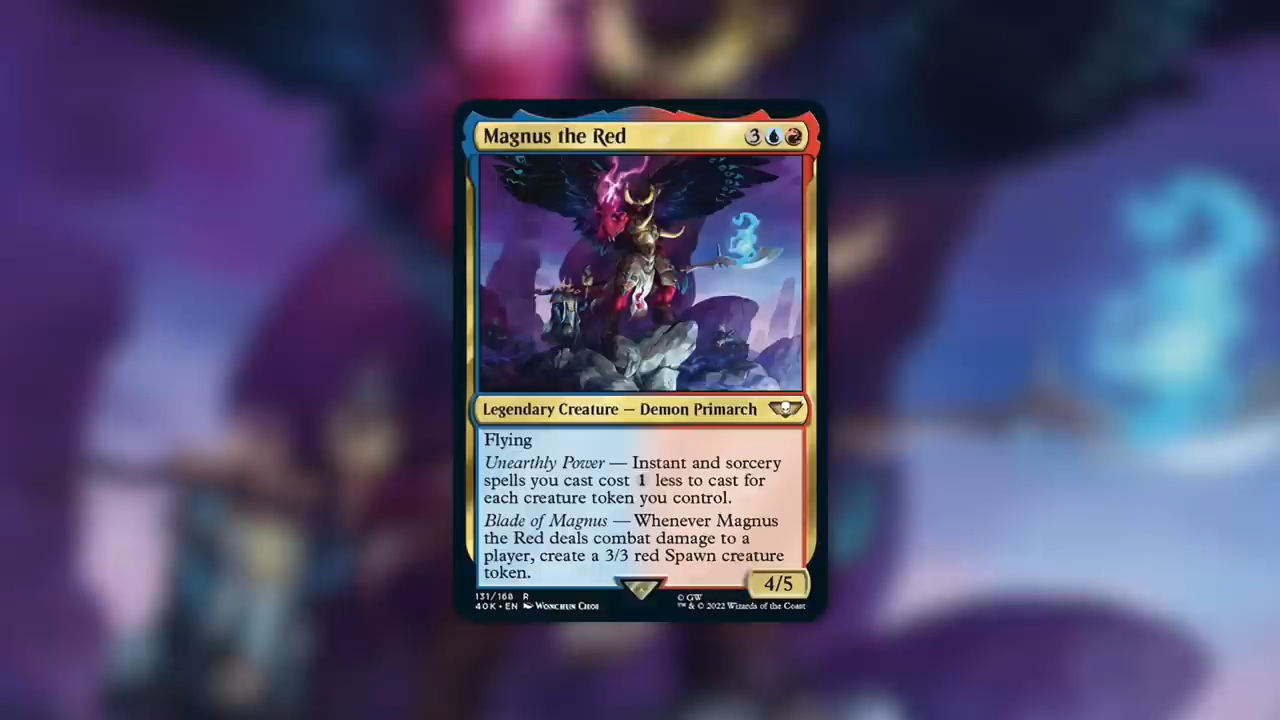 Magnus the Red 3
Legendary Creature — Demon Primarch
Flying
Unearthly Power — Instant and sorcery
spells you cast cost 1 less to cast for
each creature token you control.
Blade of Magnus — Whenever Magnus
the Red deals combat damage to a
player, create a 3/3 red Spawn creature
token.
4/5
131/168 R
40K • EN Wonchun Choi
© GW
™ & © 2022 Wizards of the Coast